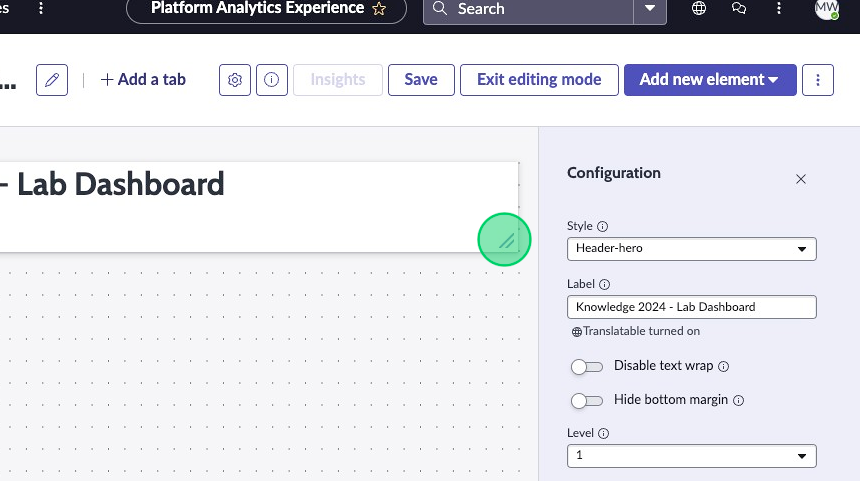 es
Platform Analytics Experience
Search
MW
...
+ Add a tab
Insights
Save
Exit editing mode
Add new element
- Lab Dashboard
Configuration
Style
Header-hero
Label
Knowledge 2024 - Lab Dashboard
Translatable turned on
Disable text wrap
Hide bottom margin
Level
1